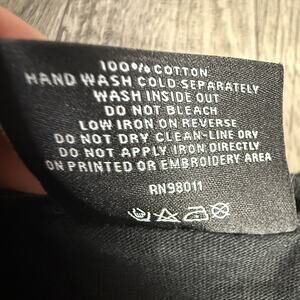 100% COTTON
HAND WASH COLD SEPARATELY
WASH INSIDE OUT
DO NOT BLEACH
LOW IRON ON REVERSE
DO NOT DRY CLEAN-LINE DRY
DO NOT APPLY IRON DIRECTLY
ON PRINTED OR EMBROIDERY AREA
RN98011